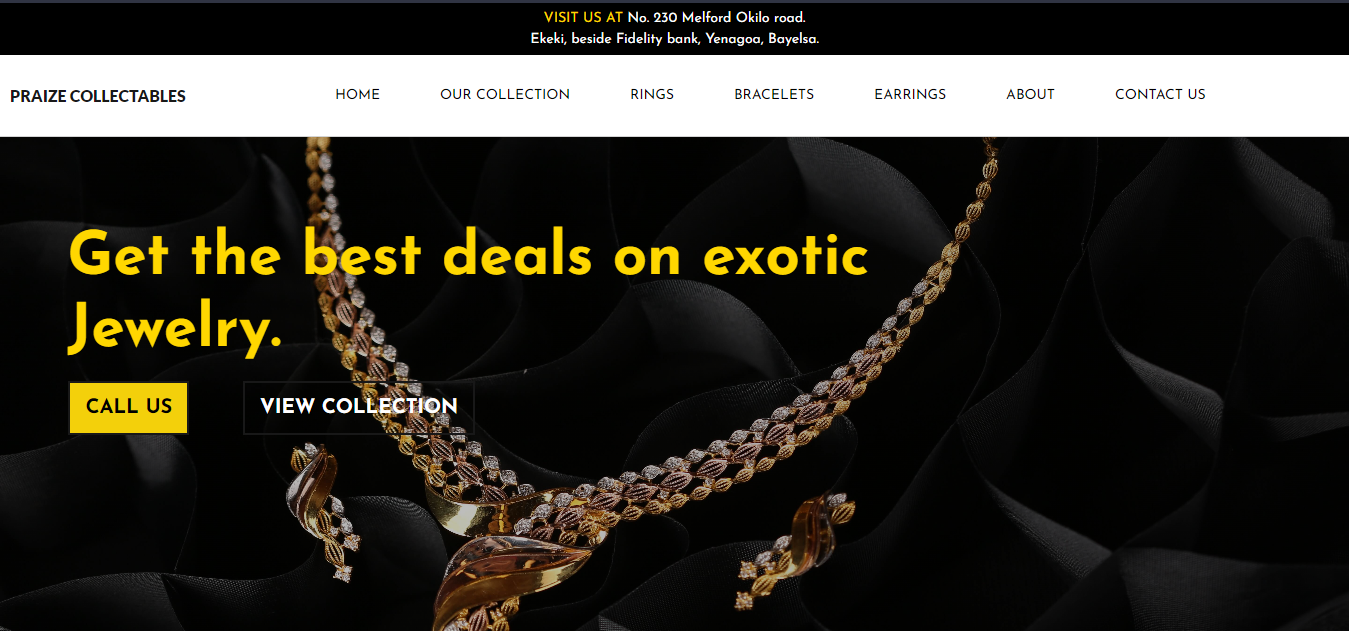 VISIT US AT No. 230 Melford Okilo road.
Ekeki, beside Fidelity bank, Yenagoa, Bayelsa.
PRAIZE COLLECTABLES
HOME
OUR COLLECTION
RINGS
BRACELETS
EARRINGS
ABOUT
CONTACT US
Get the best deals on exotic
Jewelry.
CALL US
VIEW COLLECTION